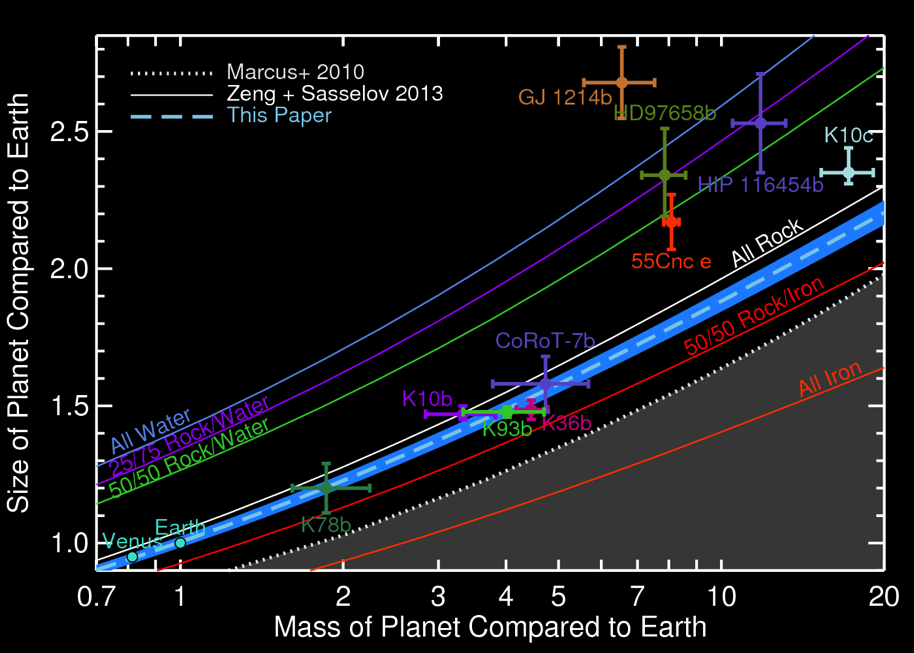 Size of Planet Compared to Earth
2.5
2.0
1.5
1.0
Marcus+ 2010
Zeng + Sasselov 2013
This Paper
GJ 1214b
HD97658b
K10c
HIP 116454b
All Rock
55Cnc e
50/50 Rock/Iron
CoRoT-7b
All Iron
K10b
K36b
K93b
All Water
25/75 Rock/Water
50/50 Rock/Water
K78b
Earth
Venus
0.7 1 2 3 4 5 7 10 20
Mass of Planet Compared to Earth